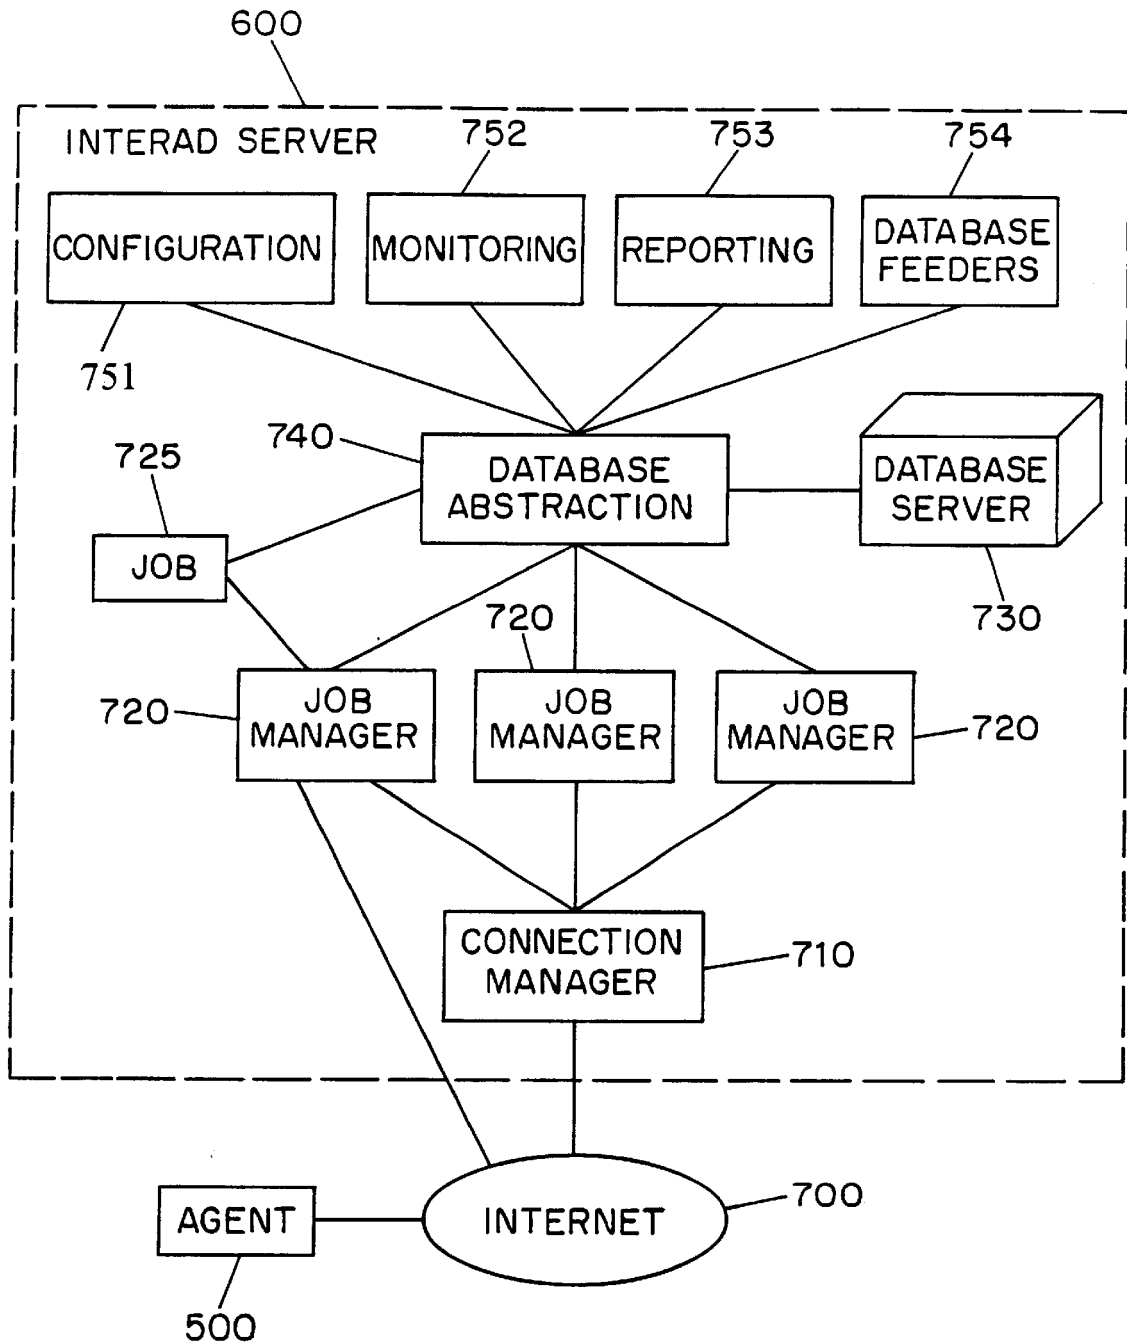 600
INTERAD SERVER
752
753
754
CONFIGURATION
MONITORING
REPORTING
DATABASE
FEEDERS
751
740
725
DATABASE
ABSTRACTION
DATABASE
SERVER
JOB
730
720
720
JOB
MANAGER
JOB
MANAGER
JOB
MANAGER
720
CONNECTION
MANAGER
710
700
AGENT
INTERNET
500